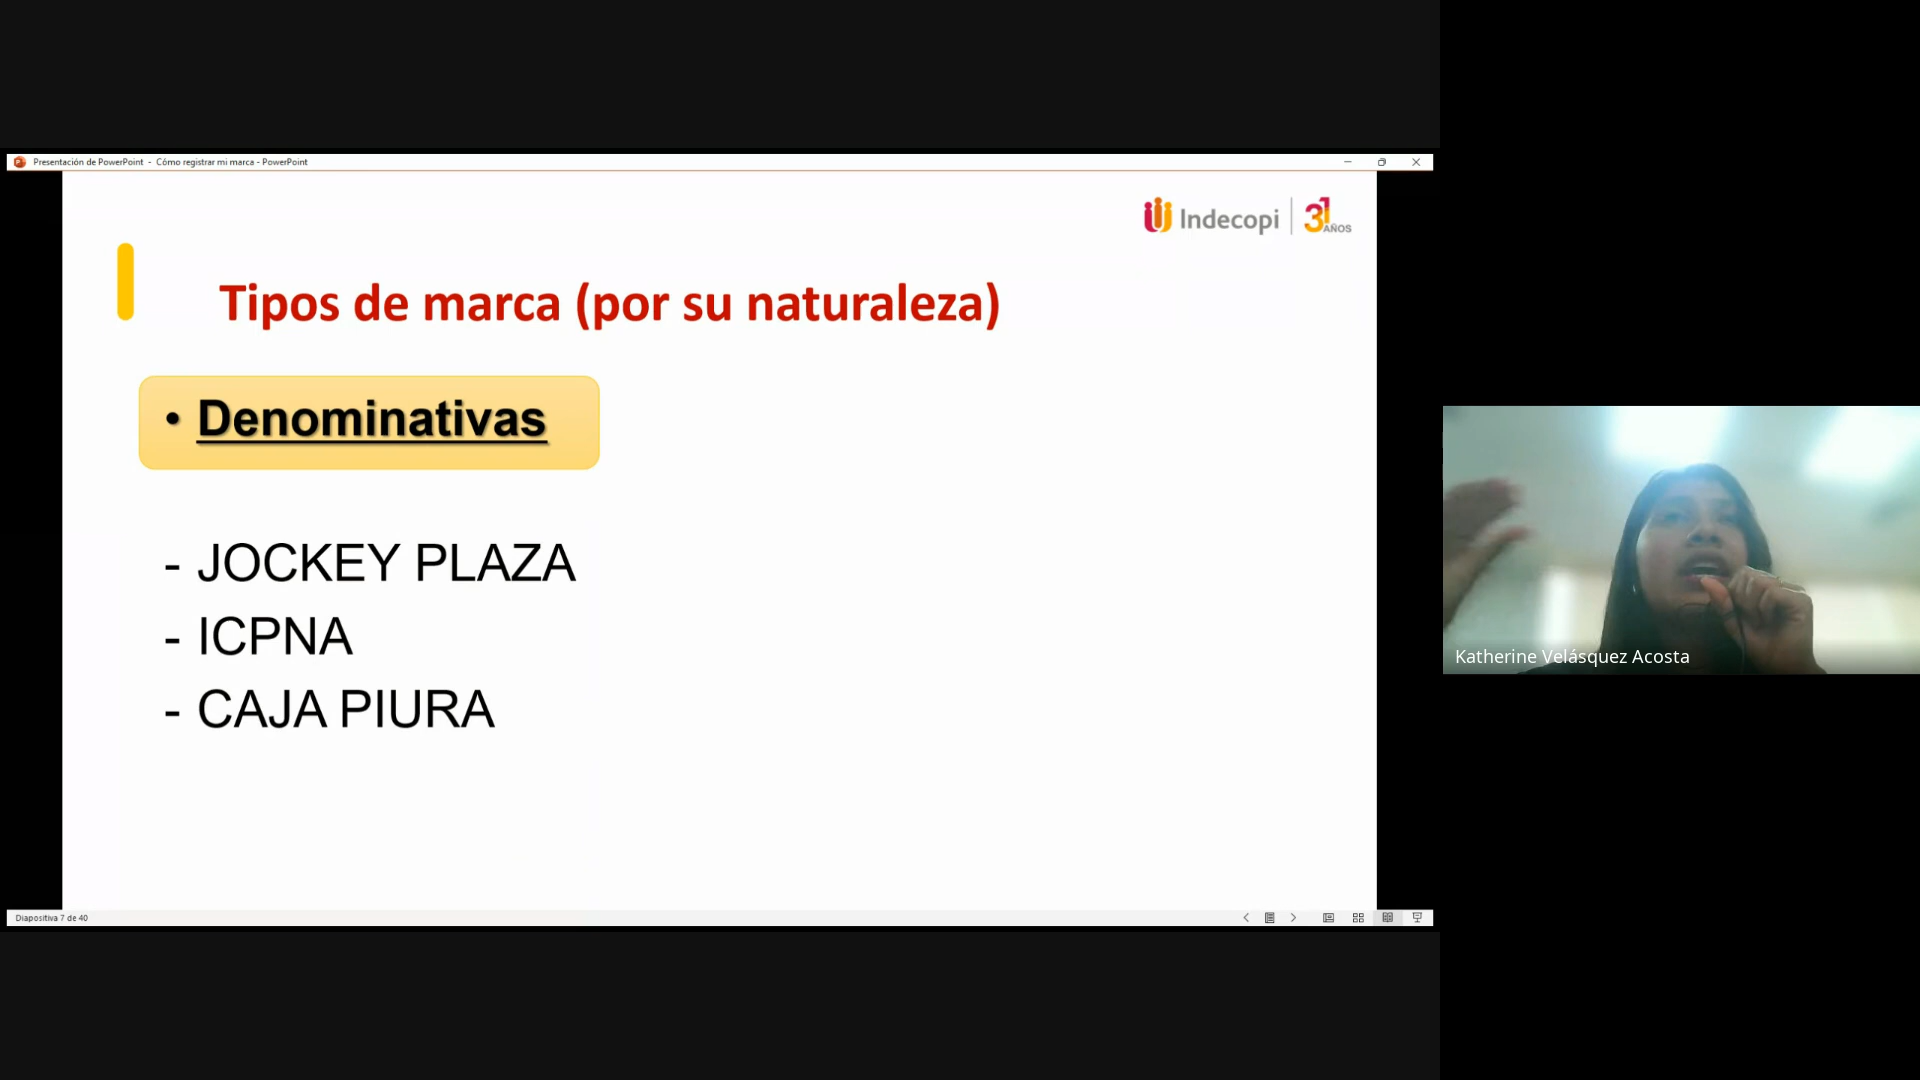 Presentación de PowerPoint - Cómo registrar mi marca - PowerPoint
Indecopi 31 AÑOS
Tipos de marca (por su naturaleza)
• Denominativas
- JOCKEY PLAZA
- ICPNA
- CAJA PIURA
Katherine Velásquez Acosta
Diapositiva 7 de 40